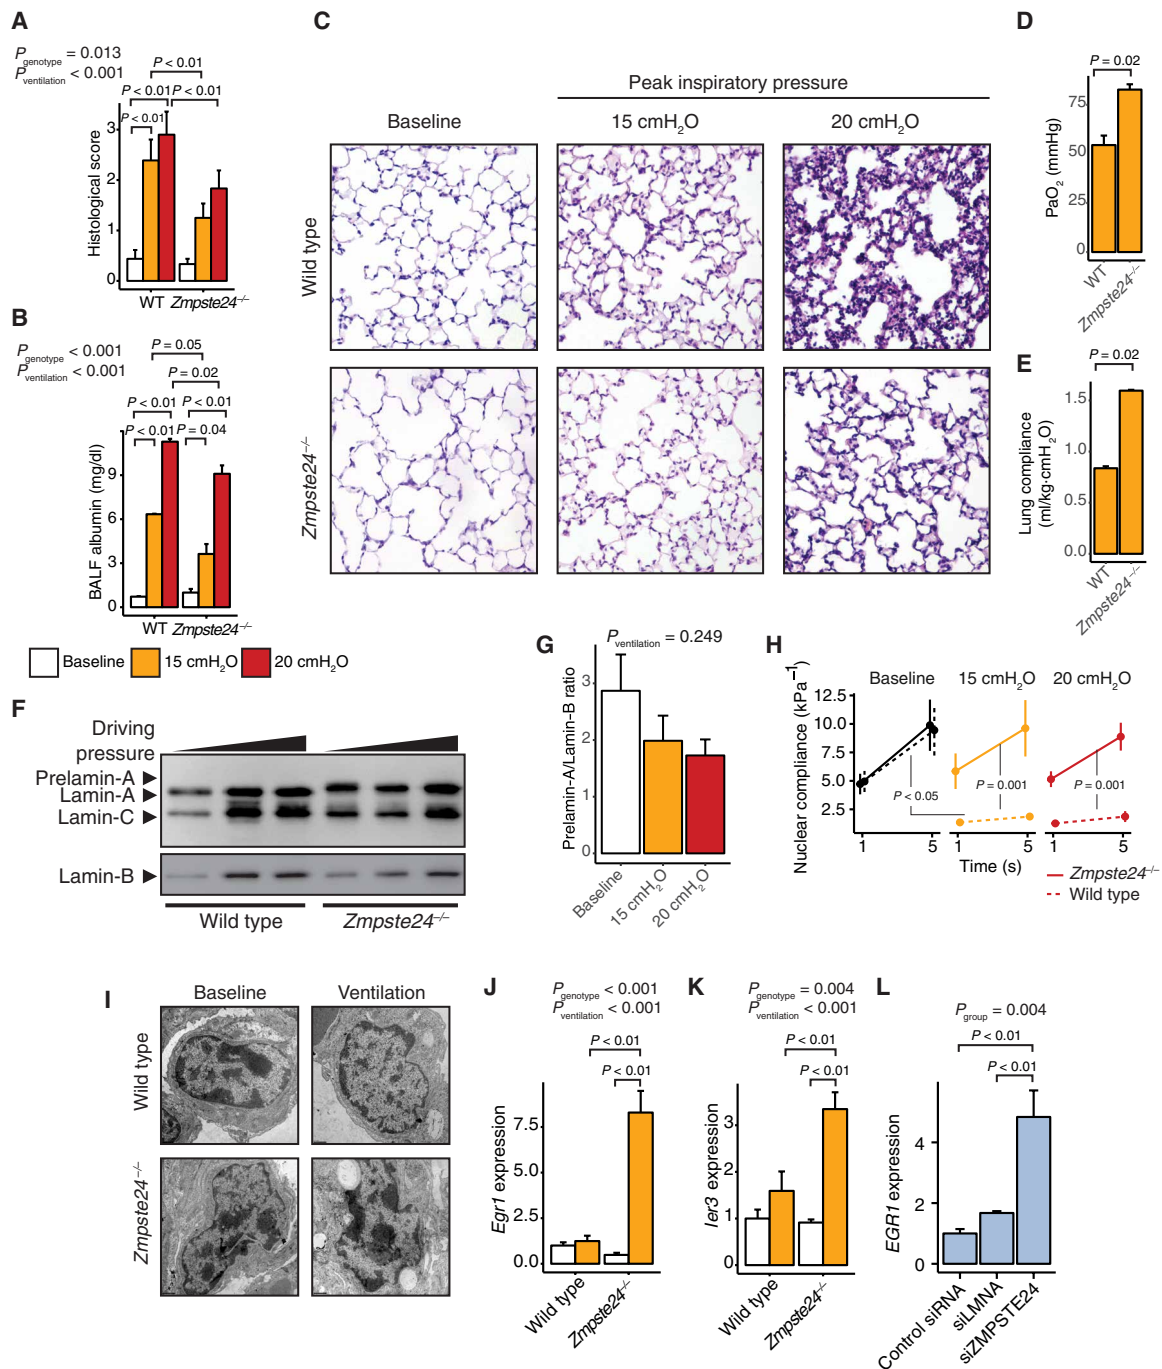 A
P genotype = 0.013
P ventilation < 0.001
P < 0.01
P < 0.01
P < 0.01
P < 0.01
Histological score
3
2
1
0
WT
Zmpste24–/–
B
P genotype < 0.001
P ventilation < 0.001
P = 0.05
P = 0.02
P < 0.01
P < 0.01
P < 0.01
P = 0.04
BALF albumin (mg/dl)
9
6
3
0
WT
Zmpste24–/–
Baseline
15 cmH2O
20 cmH2O
C
Peak inspiratory pressure
Baseline
15 cmH2O
20 cmH2O
Wild type
Zmpste24–/–
D
P = 0.02
PaO2 (mmHg)
75
50
25
0
WT
Zmpste24–/–
E
P = 0.02
Lung compliance
(ml/kg·cmH2O)
1.5
1.0
0.5
0.0
WT
Zmpste24–/–
F
Driving
pressure
Prelamin-A
Lamin-A
Lamin-C
Lamin-B
Wild type
Zmpste24–/–
G
P ventilation = 0.249
Prelamin-A/Lamin-B ratio
3
2
1
0
Baseline
15 cmH2O
20 cmH2O
H
Baseline
15 cmH2O
20 cmH2O
Nuclear compliance (kPa–1)
12.5
10.0
7.5
5.0
2.5
P < 0.05
P = 0.001
P = 0.001
1
5
1
5
1
5
Time (s)
Zmpste24–/–
Wild type
I
Baseline
Ventilation
Wild type
Zmpste24–/–
J
P genotype < 0.001
P ventilation < 0.001
P < 0.01
P < 0.01
Egr1 expression
7.5
5.0
2.5
0.0
Wild type
Zmpste24–/–
K
P genotype = 0.004
P ventilation < 0.001
P < 0.01
P < 0.01
Ier3 expression
3
2
1
0
Wild type
Zmpste24–/–
L
P group = 0.004
P < 0.01
P < 0.01
EGR1 expression
4
2
0
Control siRNA
siLMNA
siZMPSTE24